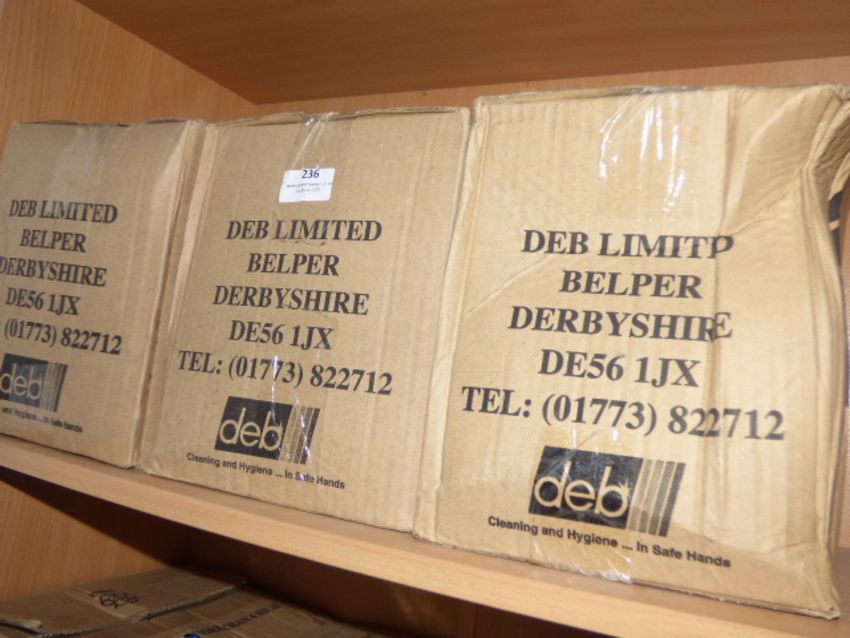 DEB LIMITED
BELPER
DERBYSHIRE
DE56 1JX
(01773) 822712
deb
and Hygiene ... In Safe Hands
236
DEB LIMITED
BELPER
DERBYSHIRE
DE56 1JX
TEL: (01773) 822712
deb
Cleaning and Hygiene ... In Safe Hands
DEB LIMITP
BELPER
DERBYSHIRE
DE56 1JX
TEL: (01773) 822712
deb
Cleaning and Hygiene ... In Safe Hands